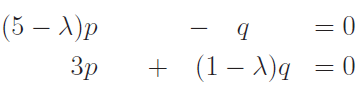 (5 − λ)p − q = 0
3p + (1 − λ)q = 0